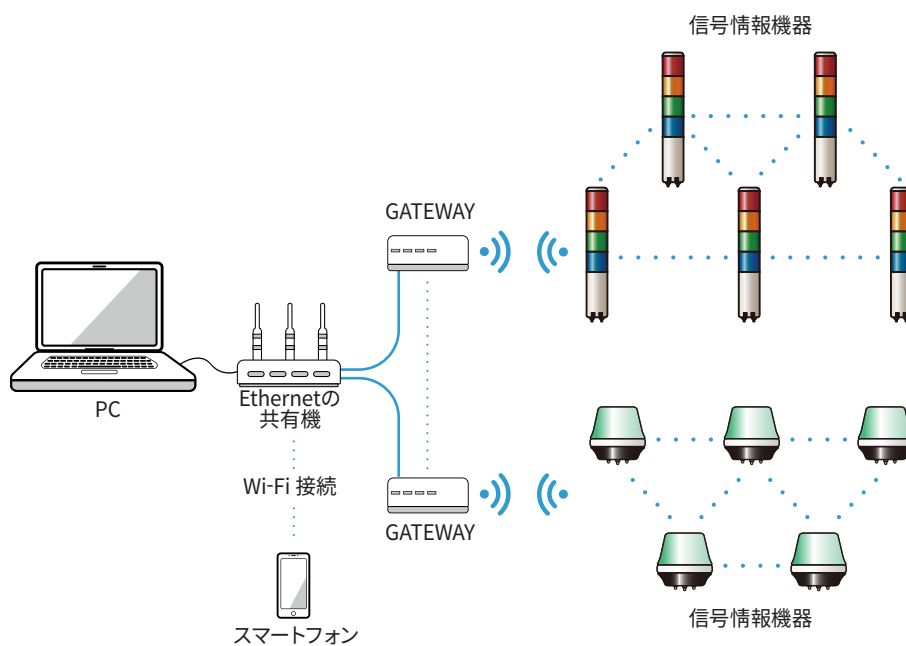 信号情報機器
GATEWAY
PC
Ethernetの
共有機
Wi-Fi 接続
GATEWAY
スマートフォン
信号情報機器